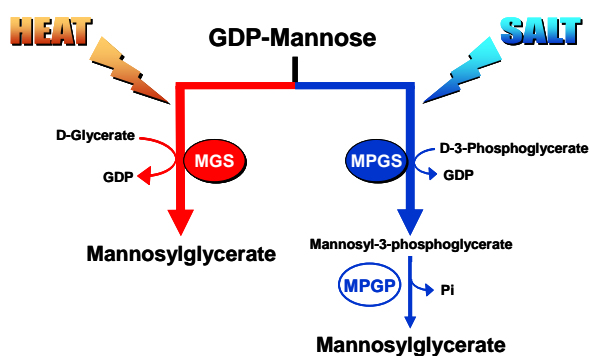 HEAT
SALT
GDP-Mannose
D-Glycerate
MGS
GDP
MPGS
D-3-Phosphoglycerate
GDP
Mannosylglycerate
Mannosyl-3-phosphoglycerate
MPGP
Pi
Mannosylglycerate